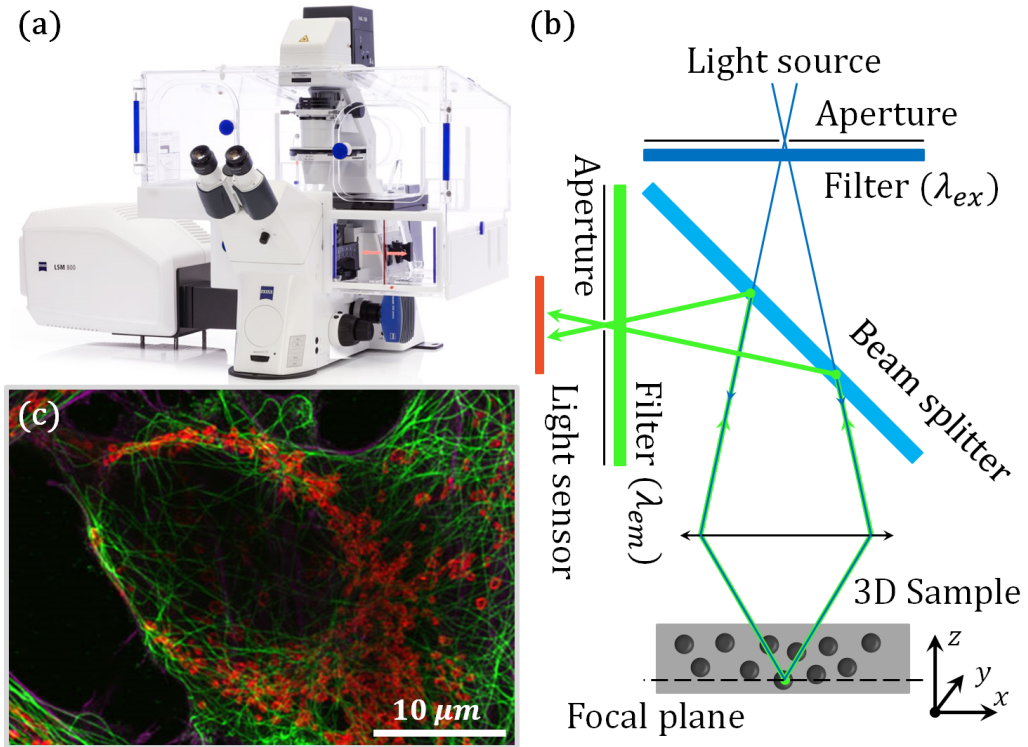 (a)
ZEISS
LSM 800
ZEISS
(b)
Light source
Aperture
Filter (λex)
Aperture
Filter (λem)
Light sensor
Beam splitter
3D Sample
z
y
x
Focal plane
(c)
10 μm